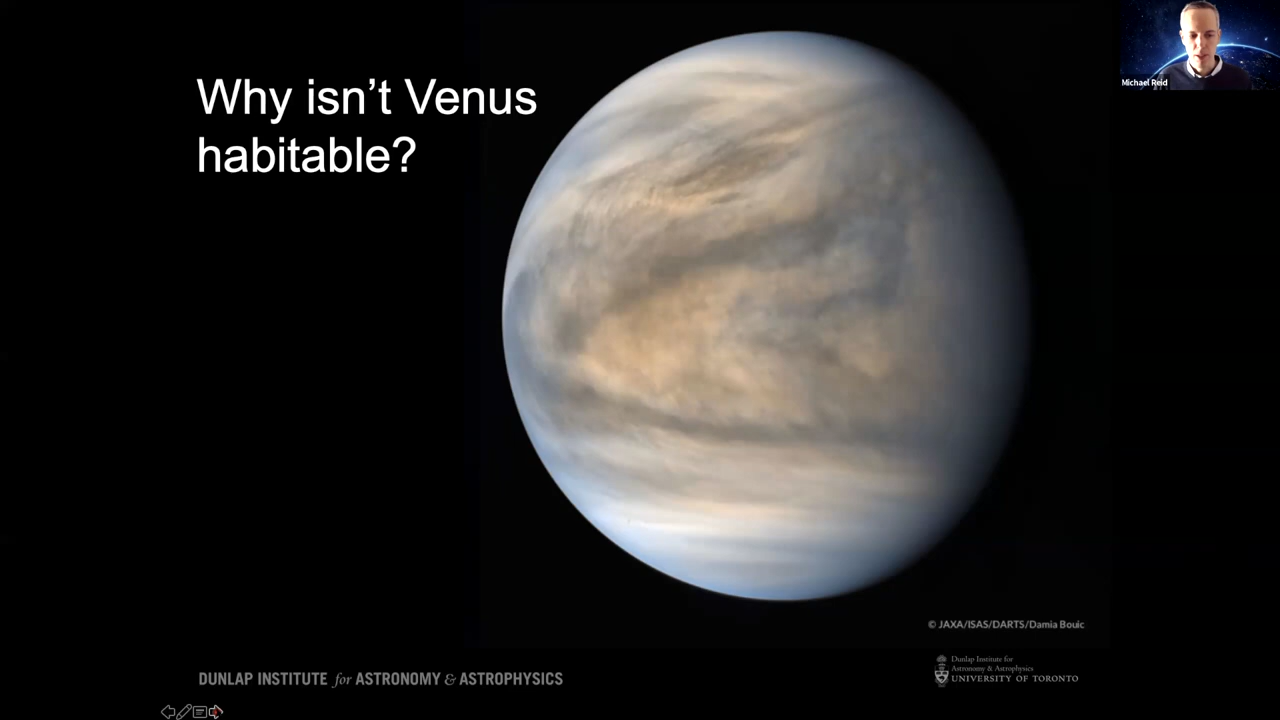 Why isn’t Venus
habitable?
Michael Reid
© JAXA/ISAS/DARTS/Damia Bouic
DUNLAP INSTITUTE for ASTRONOMY & ASTROPHYSICS
Dunlap Institute for
Astronomy & Astrophysics
UNIVERSITY OF TORONTO